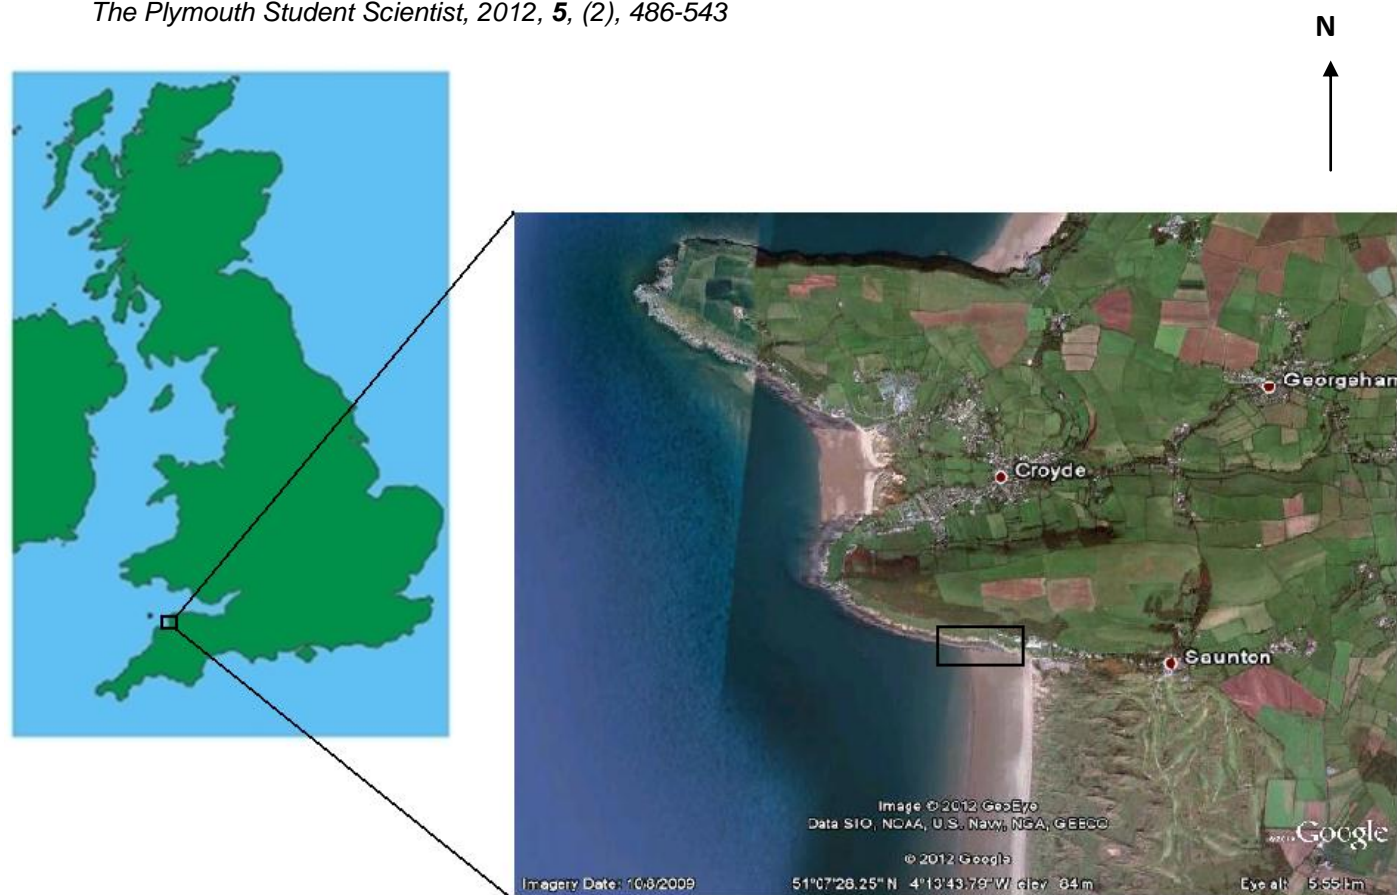 The Plymouth Student Scientist, 2012, 5, (2), 486-543
N
Georgeham
Croyde
Saunton
Image © 2012 GeoEye
Data SIO, NOAA, U.S. Navy, NGA, GEBCO
© 2012 Google
Google
Imagery Date: 10/8/2009 51°07'28.25" N 4°13'43.79" W elev 84 m Eye alt 5.55 km